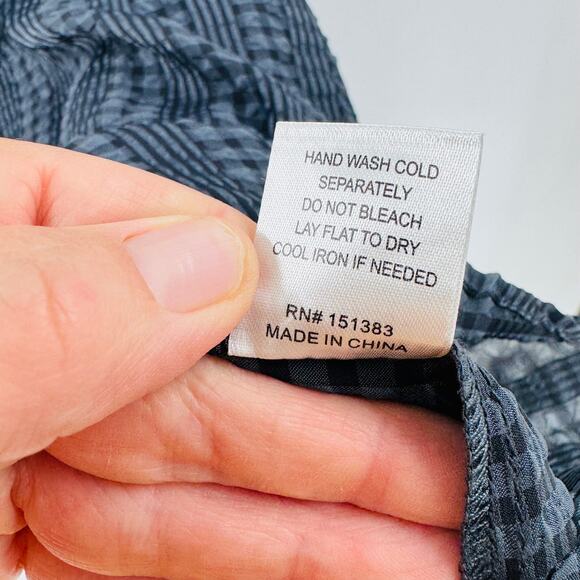 HAND WASH COLD
SEPARATELY
DO NOT BLEACH
LAY FLAT TO DRY
COOL IRON IF NEEDED
RN# 151383
MADE IN CHINA